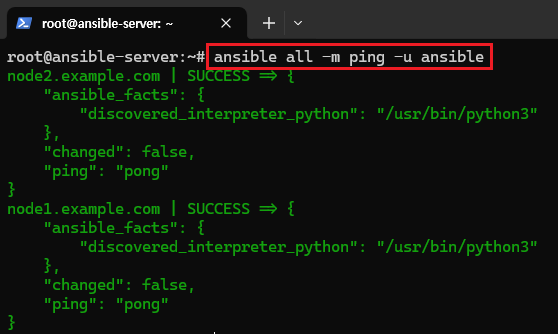 root@ansible-server: ~
root@ansible-server:~# ansible all -m ping -u ansible
node2.example.com | SUCCESS => {
    "ansible_facts": {
        "discovered_interpreter_python": "/usr/bin/python3"
    },
    "changed": false,
    "ping": "pong"
}
node1.example.com | SUCCESS => {
    "ansible_facts": {
        "discovered_interpreter_python": "/usr/bin/python3"
    },
    "changed": false,
    "ping": "pong"
}